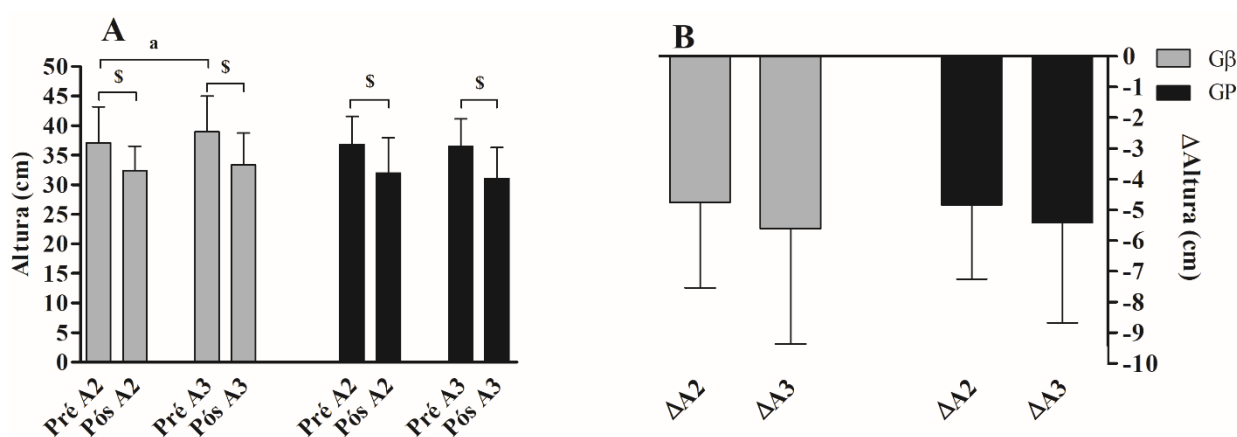 A
a
$
$
$
$
50
45
40
35
30
25
20
15
10
5
0
Altura (cm)
Pré A2
Pós A2
Pré A3
Pós A3
Pré A2
Pós A2
Pré A3
Pós A3
B
0
-1
-2
-3
-4
-5
-6
-7
-8
-9
-10
ΔAltura (cm)
Gβ
GP
ΔA2
ΔA3
ΔA2
ΔA3